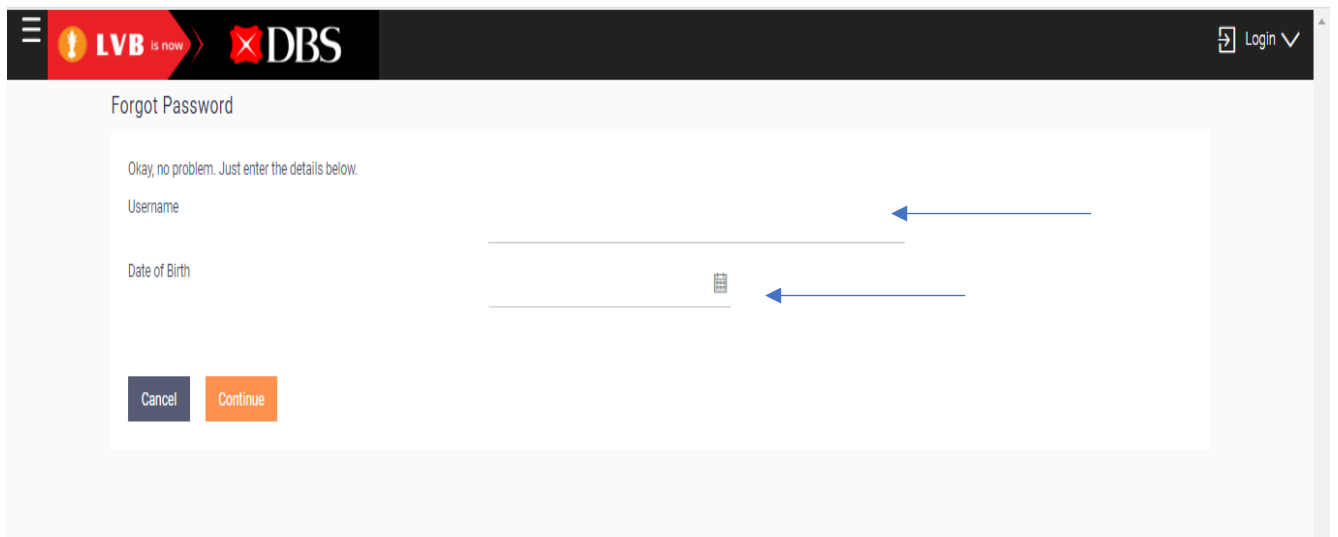 LVB is now DBS Login
Forgot Password
Okay, no problem. Just enter the details below.
Username
Date of Birth
Cancel Continue